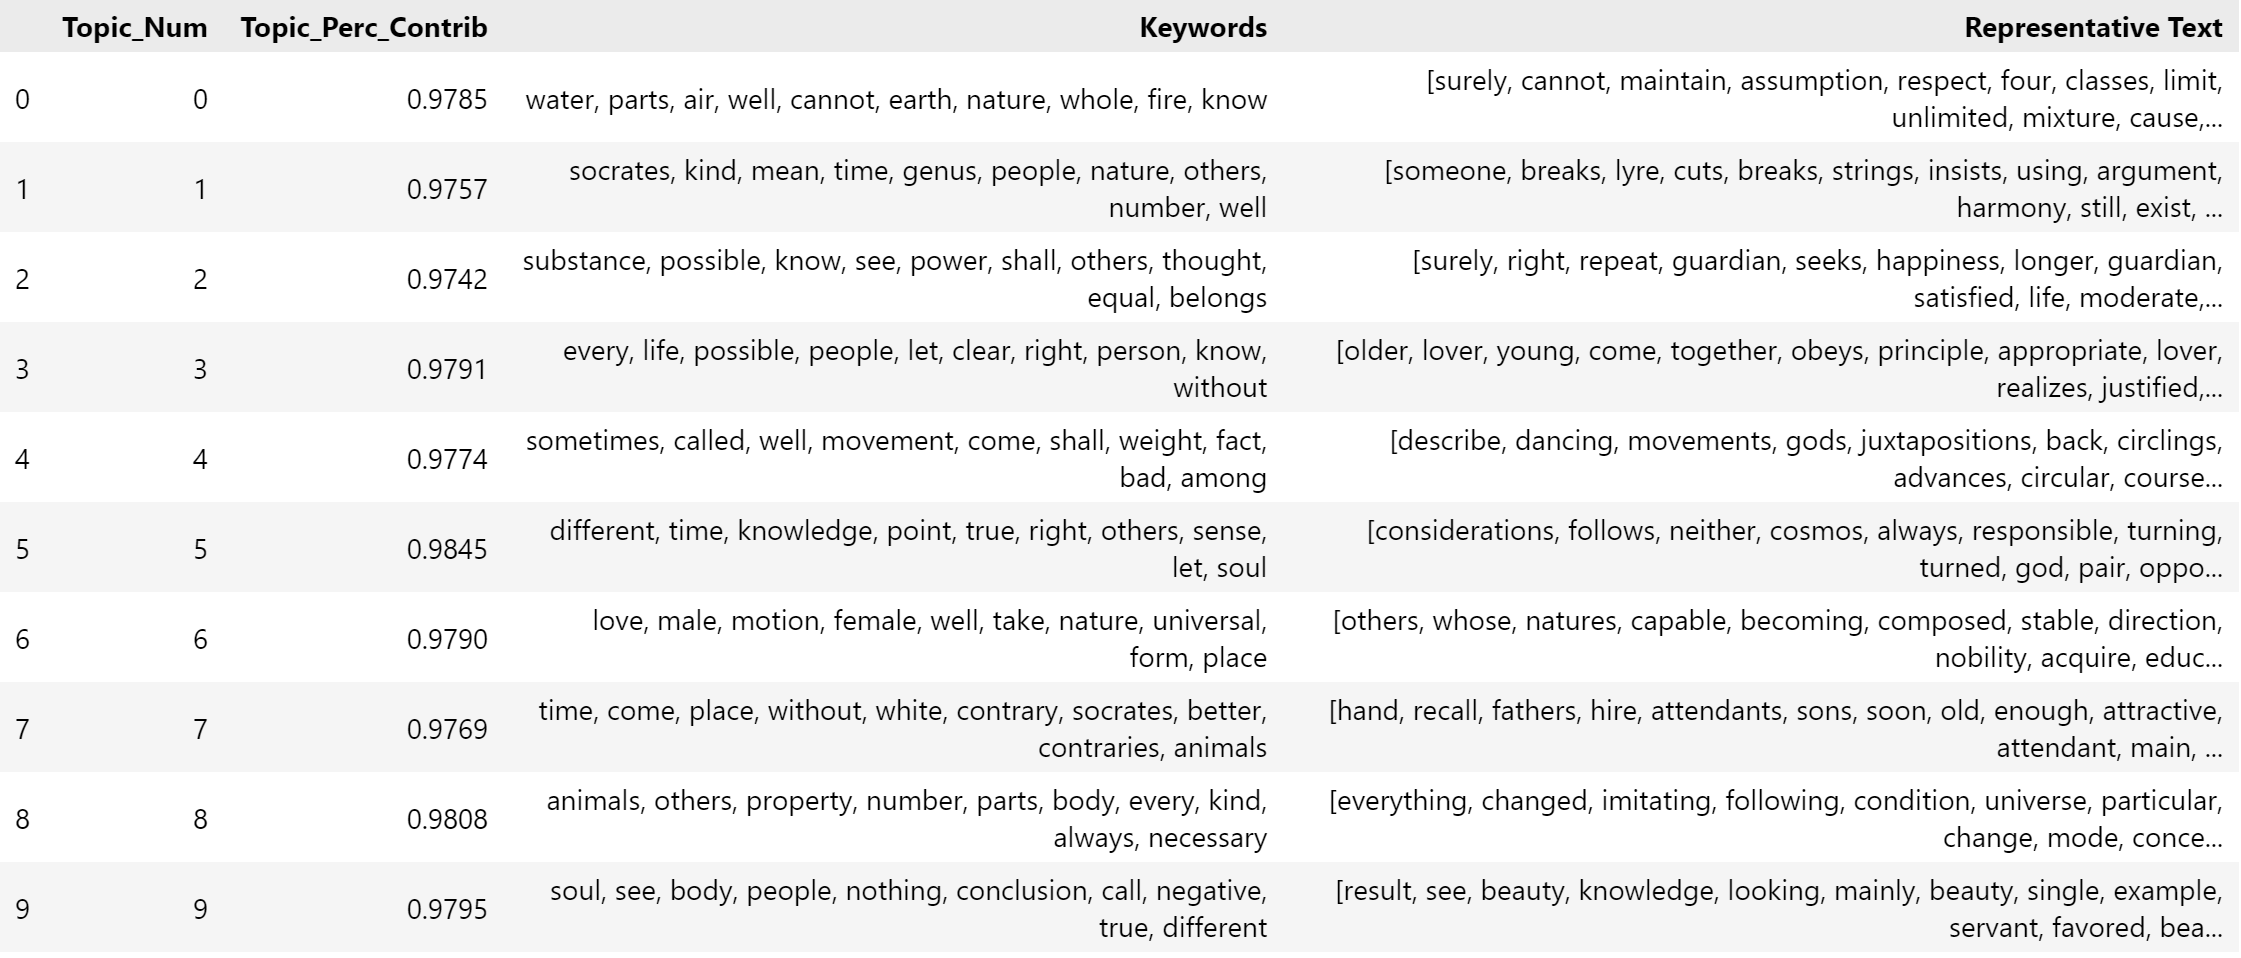 Topic_Num Topic_Perc_Contrib Keywords Representative Text
0 0 0.9785 water, parts, air, well, cannot, earth, nature, whole, fire, know [surely, cannot, maintain, assumption, respect, four, classes, limit,
unlimited, mixture, cause,...
1 1 0.9757 socrates, kind, mean, time, genus, people, nature, others,
number, well
[someone, breaks, lyre, cuts, breaks, strings, insists, using, argument,
harmony, still, exist, ...
2 2 0.9742 substance, possible, know, see, power, shall, others, thought,
equal, belongs
[surely, right, repeat, guardian, seeks, happiness, longer, guardian,
satisfied, life, moderate,...
3 3 0.9791 every, life, possible, people, let, clear, right, person, know,
without
[older, lover, young, come, together, obeys, principle, appropriate, lover,
realizes, justified,...
4 4 0.9774 sometimes, called, well, movement, come, shall, weight, fact,
bad, among
[describe, dancing, movements, gods, juxtapositions, back, circlings,
advances, circular, course...
5 5 0.9845 different, time, knowledge, point, true, right, others, sense,
let, soul
[considerations, follows, neither, cosmos, always, responsible, turning,
turned, god, pair, oppo...
6 6 0.9790 love, male, motion, female, well, take, nature, universal,
form, place
[others, whose, natures, capable, becoming, composed, stable, direction,
nobility, acquire, educ...
7 7 0.9769 time, come, place, without, white, contrary, socrates, better,
contraries, animals
[hand, recall, fathers, hire, attendants, sons, soon, old, enough, attractive,
attendant, main, ...
8 8 0.9808 animals, others, property, number, parts, body, every, kind,
always, necessary
[everything, changed, imitating, following, condition, universe, particular,
change, mode, conce...
9 9 0.9795 soul, see, body, people, nothing, conclusion, call, negative,
true, different
[result, see, beauty, knowledge, looking, mainly, beauty, single, example,
servant, favored, bea...